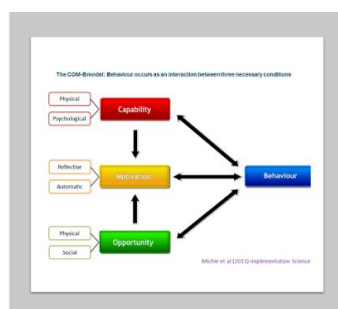 The COM-Bmodel: Behaviour occurs as an interaction between three necessary conditions
Physical
Psychological
Capability
Reflective
Automatic
Motivation
Behaviour
Physical
Social
Opportunity
Michie et al (2011) Implementation Science